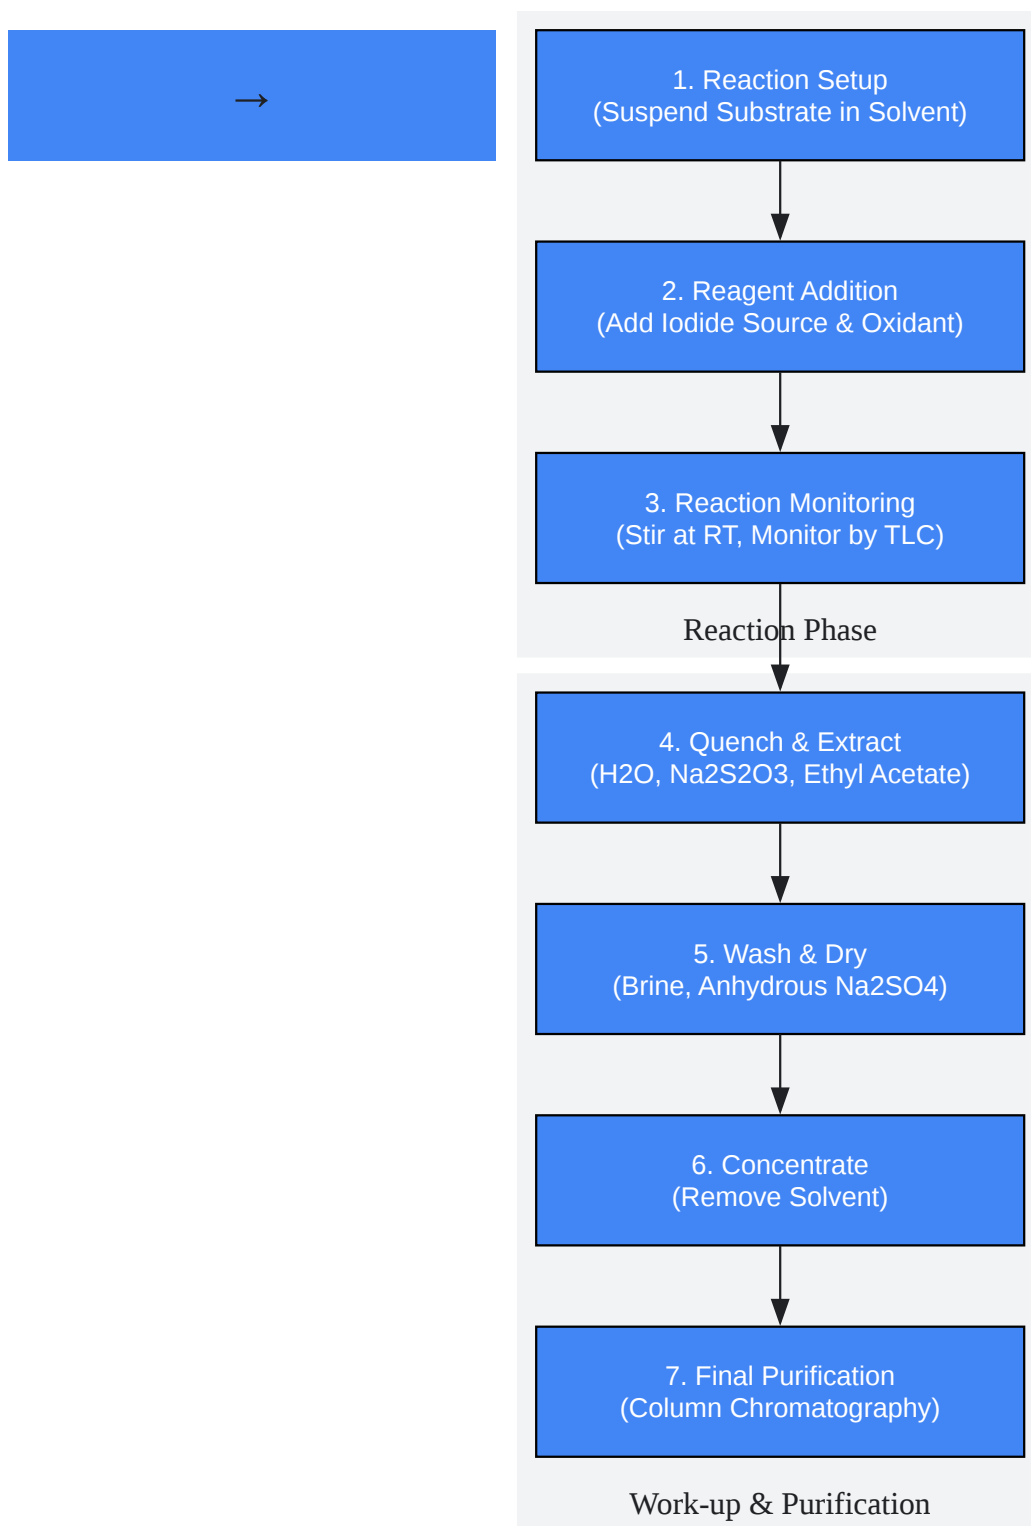 →
1. Reaction Setup
(Suspend Substrate in Solvent)
2. Reagent Addition
(Add Iodide Source & Oxidant)
3. Reaction Monitoring
(Stir at RT, Monitor by TLC)
Reaction Phase
4. Quench & Extract
(H2O, Na2S2O3, Ethyl Acetate)
5. Wash & Dry
(Brine, Anhydrous Na2SO4)
6. Concentrate
(Remove Solvent)
7. Final Purification
(Column Chromatography)
Work-up & Purification